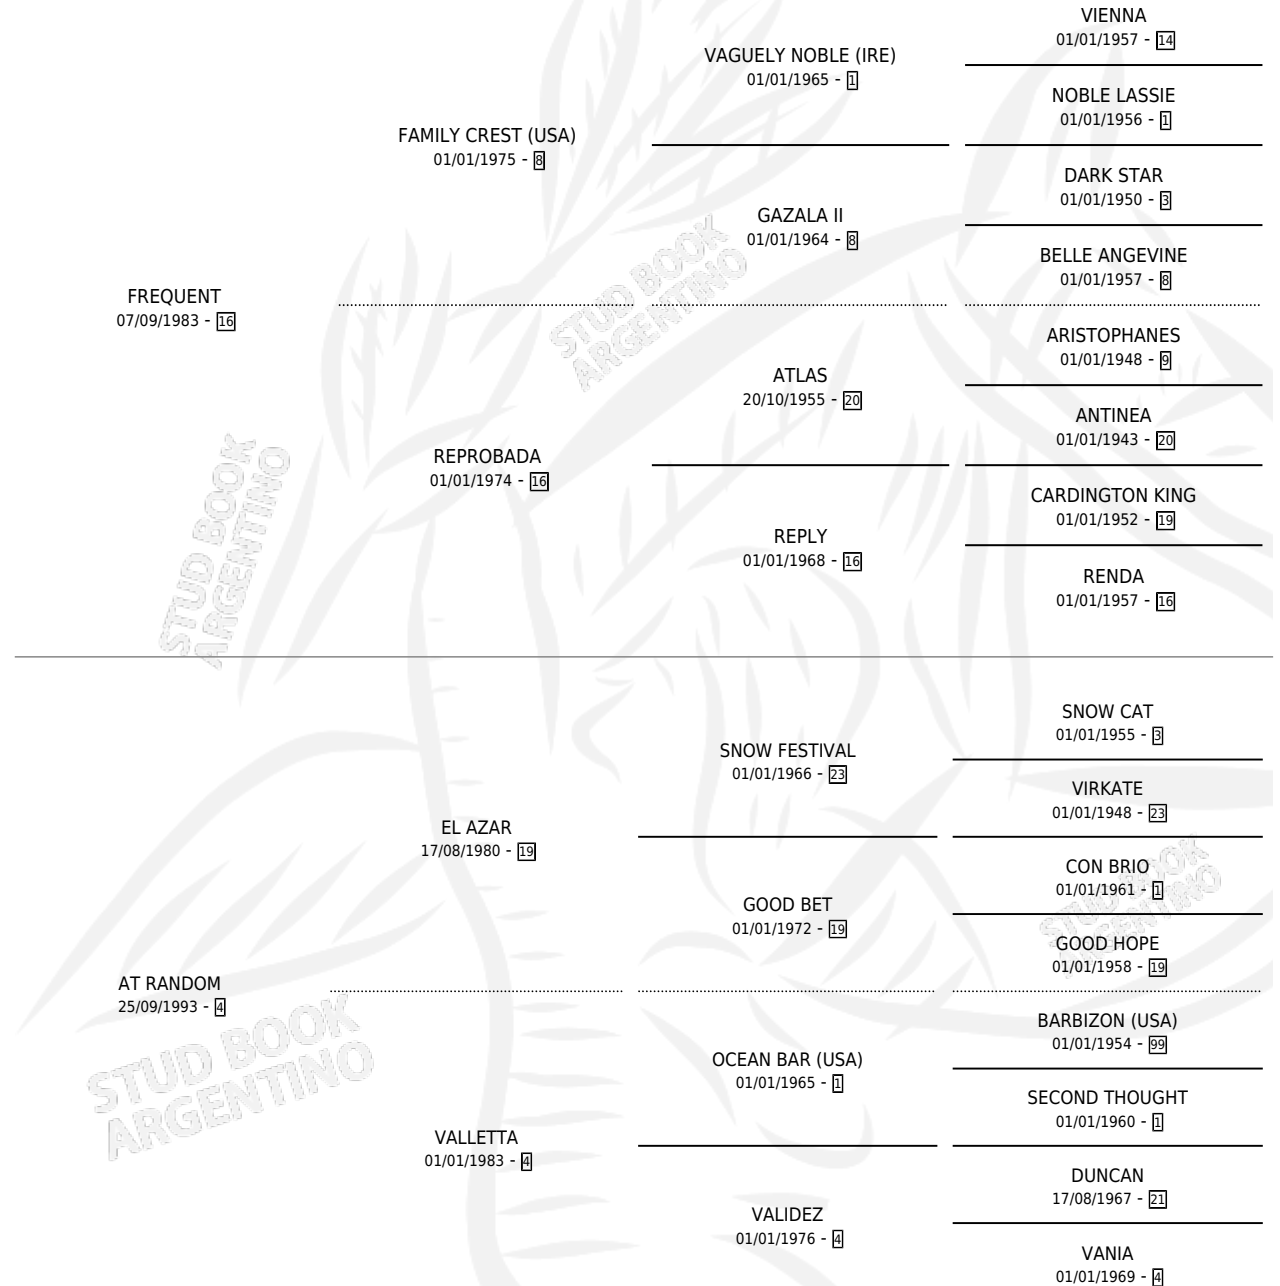 VIENNA
01/01/1957 - 14
VAGUELY NOBLE (IRE)
01/01/1965 - 1
NOBLE LASSIE
01/01/1956 - 1
FAMILY CREST (USA)
01/01/1975 - 8
DARK STAR
01/01/1950 - 3
GAZALA II
01/01/1964 - 8
BELLE ANGEVINE
01/01/1957 - 8
FREQUENT
07/09/1983 - 16
STUD BOOK
ARGENTINO
ARISTOPHANES
01/01/1948 - 9
ATLAS
20/10/1955 - 20
ANTINEA
01/01/1943 - 20
REPROBADA
01/01/1974 - 16
CARDINGTON KING
01/01/1952 - 19
REPLY
01/01/1968 - 16
RENDA
01/01/1957 - 16
STUD BOOK
ARGENTINO
SNOW CAT
01/01/1955 - 3
SNOW FESTIVAL
01/01/1966 - 23
VIRKATE
01/01/1948 - 23
EL AZAR
17/08/1980 - 19
CON BRIO
01/01/1961 - 1
GOOD BET
01/01/1972 - 19
GOOD HOPE
01/01/1958 - 19
STUD BOOK
ARGENTINO
AT RANDOM
25/09/1993 - 4
BARBIZON (USA)
01/01/1954 - 99
OCEAN BAR (USA)
01/01/1965 - 1
SECOND THOUGHT
01/01/1960 - 1
STUD BOOK
ARGENTINO
VALLETTA
01/01/1983 - 4
DUNCAN
17/08/1967 - 21
VALIDEZ
01/01/1976 - 4
VANIA
01/01/1969 - 4